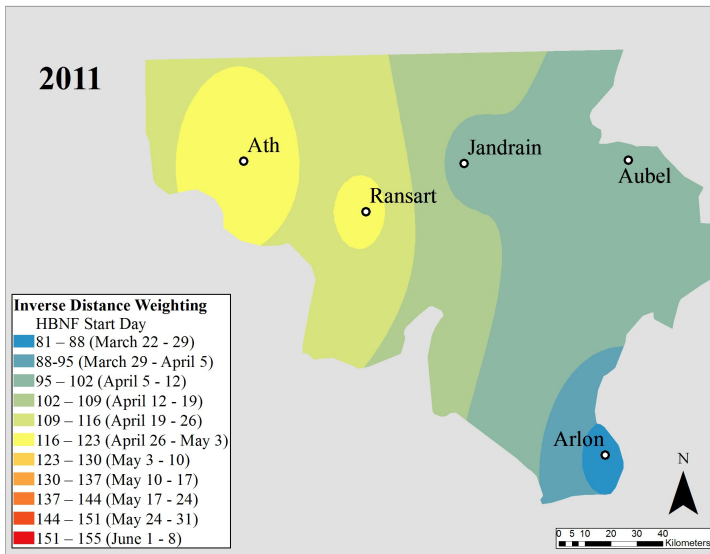 2011
Ath
Jandrain
Aubel
Ransart
Inverse Distance Weighting
HBNF Start Day
81 – 88 (March 22 - 29)
88-95 (March 29 - April 5)
95 – 102 (April 5 - 12)
102 – 109 (April 12 - 19)
109 – 116 (April 19 - 26)
116 – 123 (April 26 - May 3)
123 – 130 (May 3 - 10)
130 – 137 (May 10 - 17)
137 – 144 (May 17 - 24)
144 – 151 (May 24 - 31)
151 – 155 (June 1 - 8)
Arlon
N
0 5 10 20 30 40
Kilometers